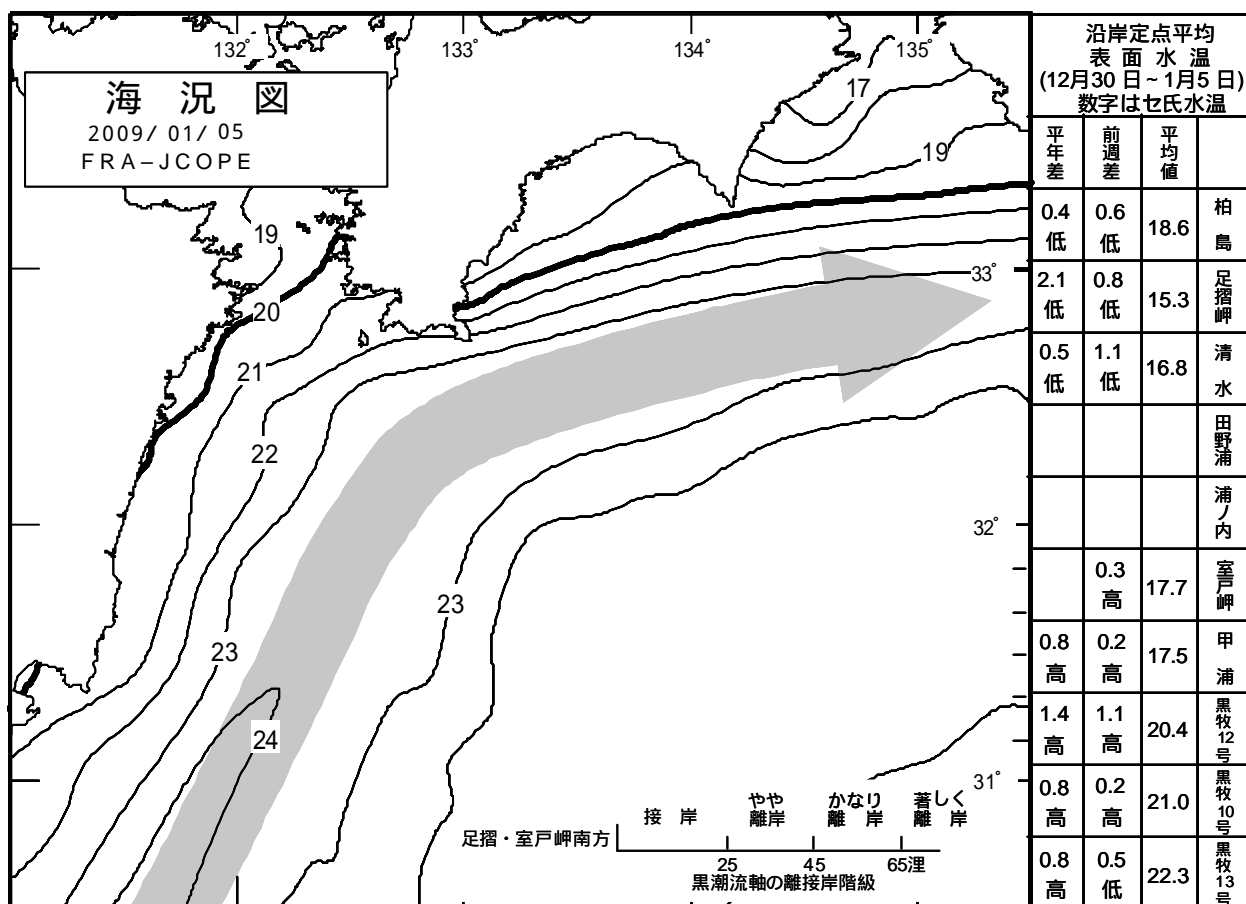 132°
133°
134°
135°
海 況 図
2009/ 01/ 05
FRA-JCOPE
17
19
19
20
33°
21
22
32°
23
23
24
31°
接 岸
やや
離岸
かなり
離 岸
著しく
離 岸
足摺・室戸岬南方
25 45 65浬
黒潮流軸の離接岸階級
沿岸定点平均
表 面 水 温
(12月30 日~1月5 日)
数字はセ氏水温
平年差 前週差 平均値
0.4低 0.6低 18.6 柏 島
2.1低 0.8低 15.3 足摺岬
0.5低 1.1低 16.8 清 水
田野浦
浦ノ内
0.3高 17.7 室戸岬
0.8高 0.2高 17.5 甲 浦
1.4高 1.1高 20.4 黒牧12号
0.8高 0.2高 21.0 黒牧10号
0.8高 0.5低 22.3 黒牧13号